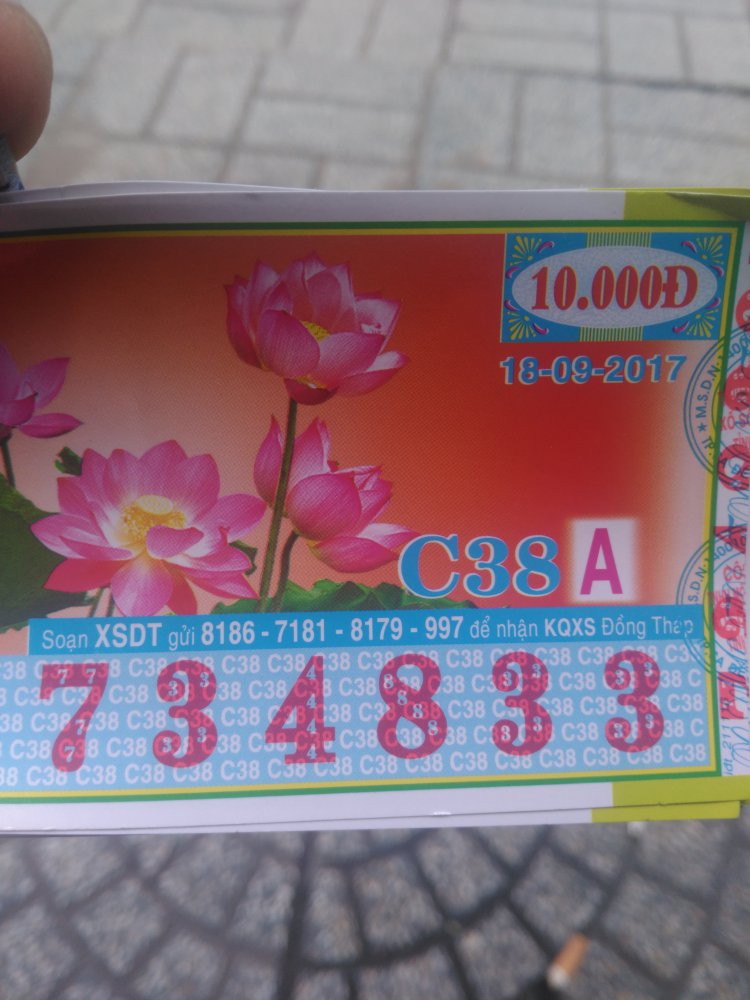 10.000Đ
18-09-2017
C38 A
Soạn XSDT gửi 8186 - 7181 - 8179 - 997 để nhận KQXS Đồng Tháp
734833